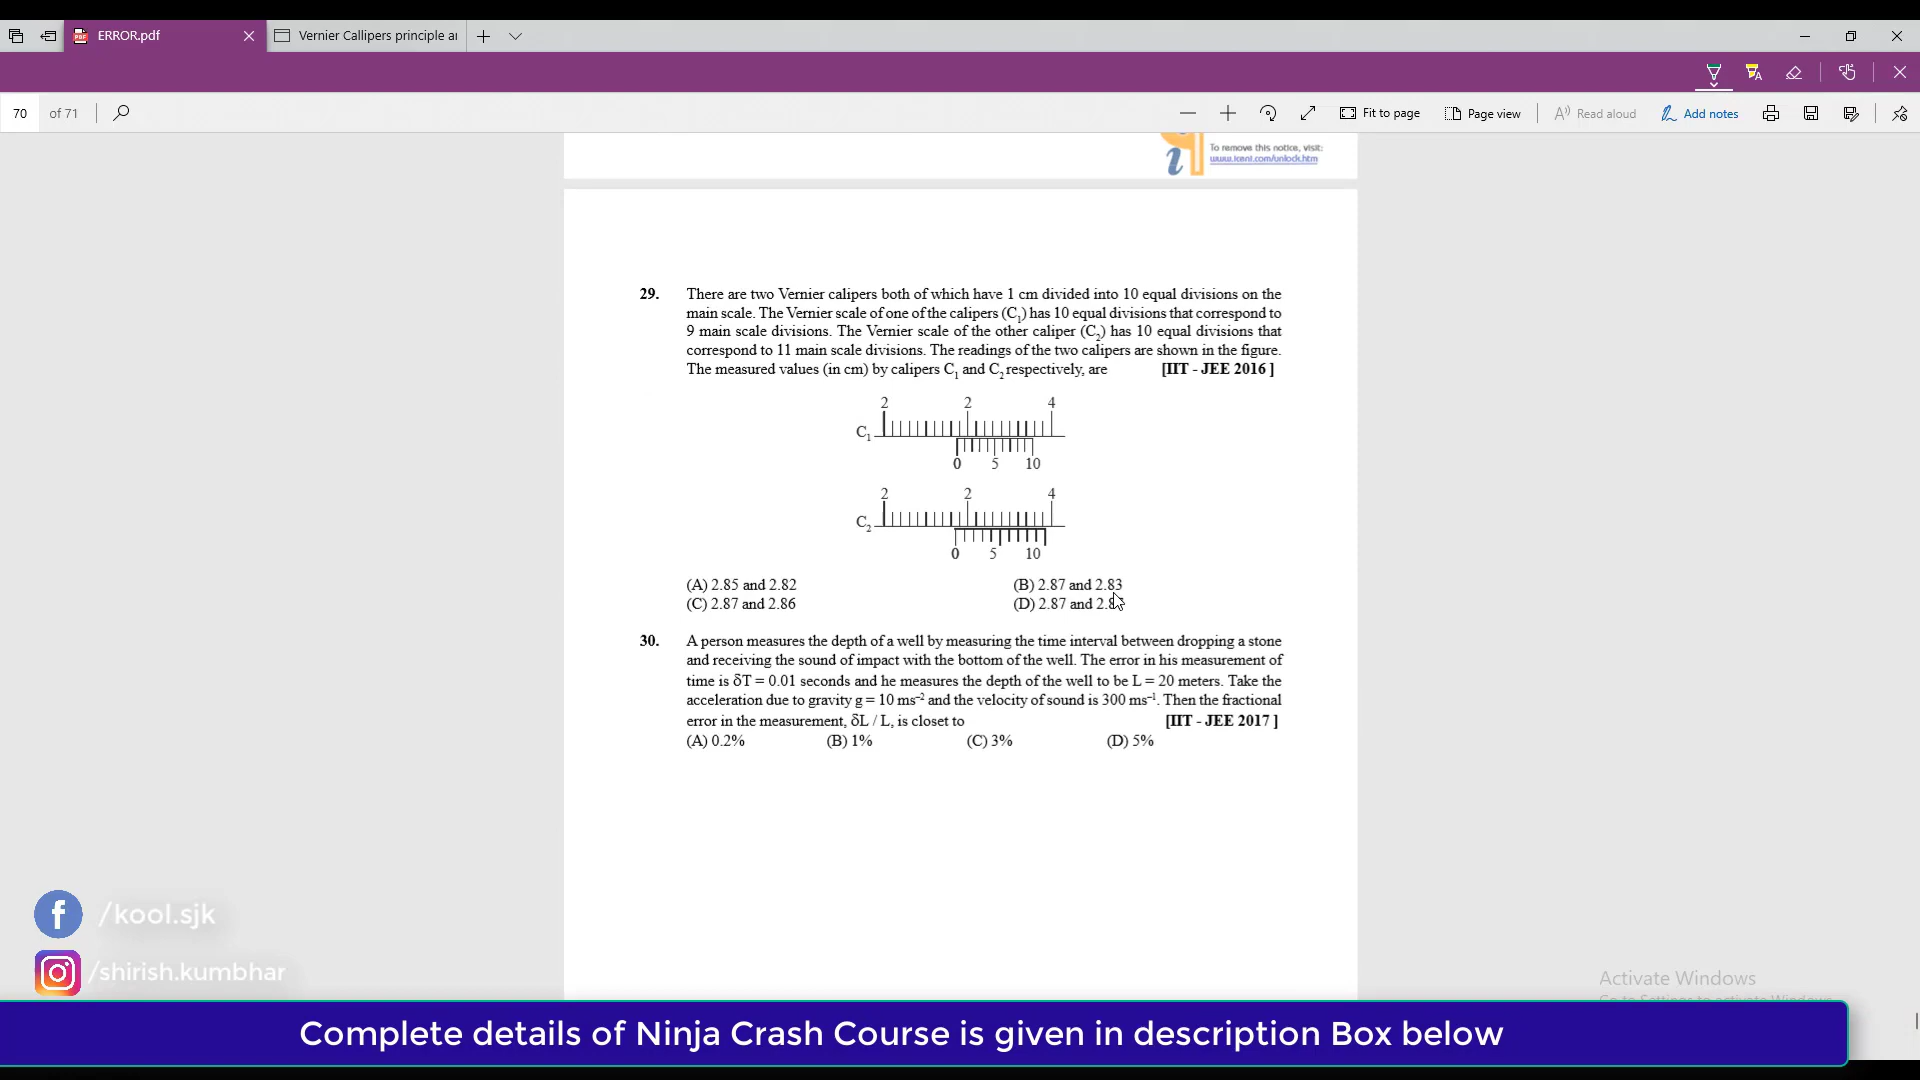 ERROR.pdf
Vernier Callipers principle ar
70 of 71
Fit to page
Page view
Read aloud
Add notes
To remove this notice, visit:
www.iceni.com/unlock.htm
29. There are two Vernier calipers both of which have 1 cm divided into 10 equal divisions on the
main scale. The Vernier scale of one of the calipers (C₁) has 10 equal divisions that correspond to
9 main scale divisions. The Vernier scale of the other caliper (C₂) has 10 equal divisions that
correspond to 11 main scale divisions. The readings of the two calipers are shown in the figure.
The measured values (in cm) by calipers C₁ and C₂ respectively, are [IIT - JEE 2016 ]
2 2 4
C₁
0 5 10
2 2 4
C₂
0 5 10
(A) 2.85 and 2.82 (B) 2.87 and 2.83
(C) 2.87 and 2.86 (D) 2.87 and
30. A person measures the depth of a well by measuring the time interval between dropping a stone
and receiving the sound of impact with the bottom of the well. The error in his measurement of
time is δT = 0.01 seconds and he measures the depth of the well to be L = 20 meters. Take the
acceleration due to gravity g = 10 ms⁻² and the velocity of sound is 300 ms⁻¹. Then the fractional
error in the measurement, δL / L, is closet to [IIT - JEE 2017 ]
(A) 0.2% (B) 1% (C) 3% (D) 5%
/kool.sjk
/shirish.kumbhar
Activate Windows
Complete details of Ninja Crash Course is given in description Box below